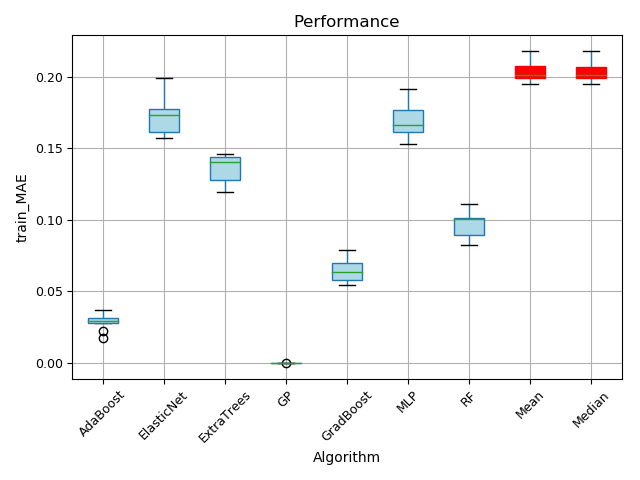 Performance
train_MAE
0.20
0.15
0.10
0.05
0.00
AdaBoost
ElasticNet
ExtraTrees
GP
GradBoost
MLP
RF
Mean
Median
Algorithm